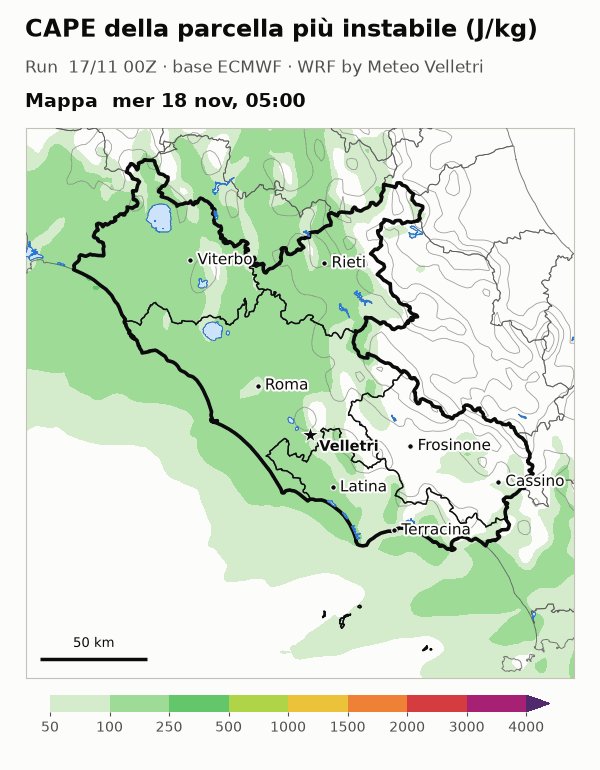 CAPE della parcella più instabile (J/kg)
Run  17/11 00Z · base ECMWF · WRF by Meteo Velletri
Mappa  mer 18 nov, 05:00
Viterbo
Rieti
Roma
Velletri
Frosinone
Cassino
Latina
Terracina
50 km
50 100 250 500 1000 1500 2000 3000 4000